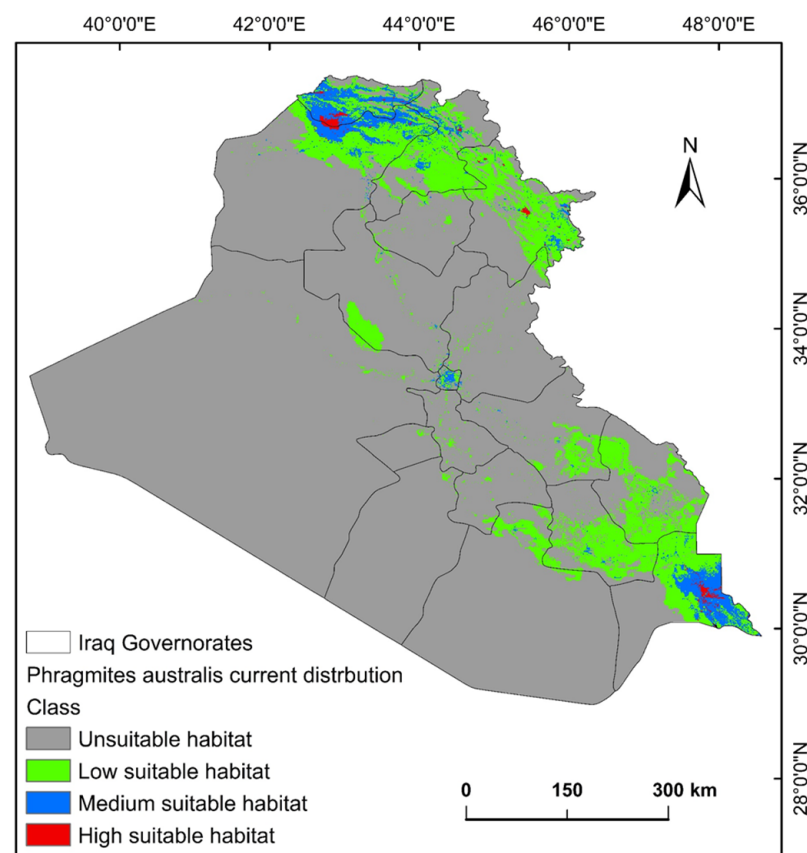 40°0'0"E 42°0'0"E 44°0'0"E 46°0'0"E 48°0'0"E
N
36°0'0"N
34°0'0"N
32°0'0"N
30°0'0"N
28°0'0"N
Iraq Governorates
Phragmites australis current distrbution
Class
Unsuitable habitat
Low suitable habitat
Medium suitable habitat
High suitable habitat
0 150 300 km